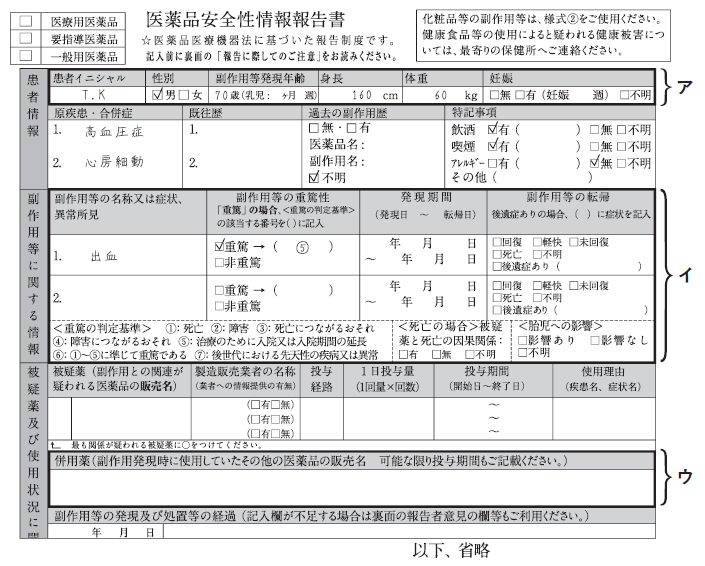 医療用医薬品
要指導医薬品
一般用医薬品
医薬品安全性情報報告書
☆医薬品医療機器法に基づいた報告制度です。
記入前に裏面の「報告に際してのご注意」をお読みください。
化粧品等の副作用等は、様式②をご使用ください。
健康食品等の使用によると疑われる健康被害につ
いては、最寄りの保健所へご連絡ください。
患者情報
患者イニシャル 性別 副作用等発現年齢 身長 体重 妊娠
T.K ☑男□女 70歳(乳児: ヶ月 週) 160 cm 60 kg □無□有(妊娠 週)□不明
ア
原疾患・合併症 既往歴 過去の副作用歴 特記事項
1. 高血圧症 1. □無・□有 飲酒 ☑有( ) □無□不明
医薬品名: 喫煙 ☑有( ) □無□不明
2. 心房細動 2. 副作用名: アレルギー□有( ) ☑無□不明
☑不明 その他( )
副作用等に関する情報
副作用等の名称又は症状、異常所見
副作用等の重篤性
「重篤」の場合、<重篤の判定基準>
の該当する番号を( )に記入
発現期間
(発現日 ~ 転帰日)
副作用等の転帰
後遺症ありの場合、( )に症状を記入
イ
1. 出血
☑重篤 → ( ⑤ )
□非重篤
年 月 日
~ 年 月 日
□回復 □軽快 □未回復
□死亡 □不明
□後遺症あり( )
2.
□重篤 → ( )
□非重篤
年 月 日
~ 年 月 日
□回復 □軽快 □未回復
□死亡 □不明
□後遺症あり( )
<重篤の判定基準> ①:死亡 ②:障害 ③:死亡につながるおそれ
④:障害につながるおそれ ⑤:治療のために入院又は入院期間の延長
⑥:①~⑤に準じて重篤である ⑦:後世代における先天性の疾病又は異常
<死亡の場合>被疑
薬と死亡の因果関係:
□有 □無 □不明
<胎児への影響>
□影響あり □影響なし
□不明
被疑薬及び使用状況に
被疑薬(副作用との関連が
疑われる医薬品の販売名)
製造販売業者の名称
(業者への情報提供の有無)
投与
経路
1日投与量
(1回量×回数)
投与期間
(開始日~終了日)
使用理由
(疾患名、症状名)
(□有□無) ~
(□有□無) ~
(□有□無) ~
最も関係が疑われる被疑薬に○をつけてください。
併用薬(副作用発現時に使用していたその他の医薬品の販売名 可能な限り投与期間もご記載ください。)
ウ
副作用等の発現及び処置等の経過(記入欄が不足する場合は裏面の報告者意見の欄等もご利用ください。)
年 月 日
以下、省略